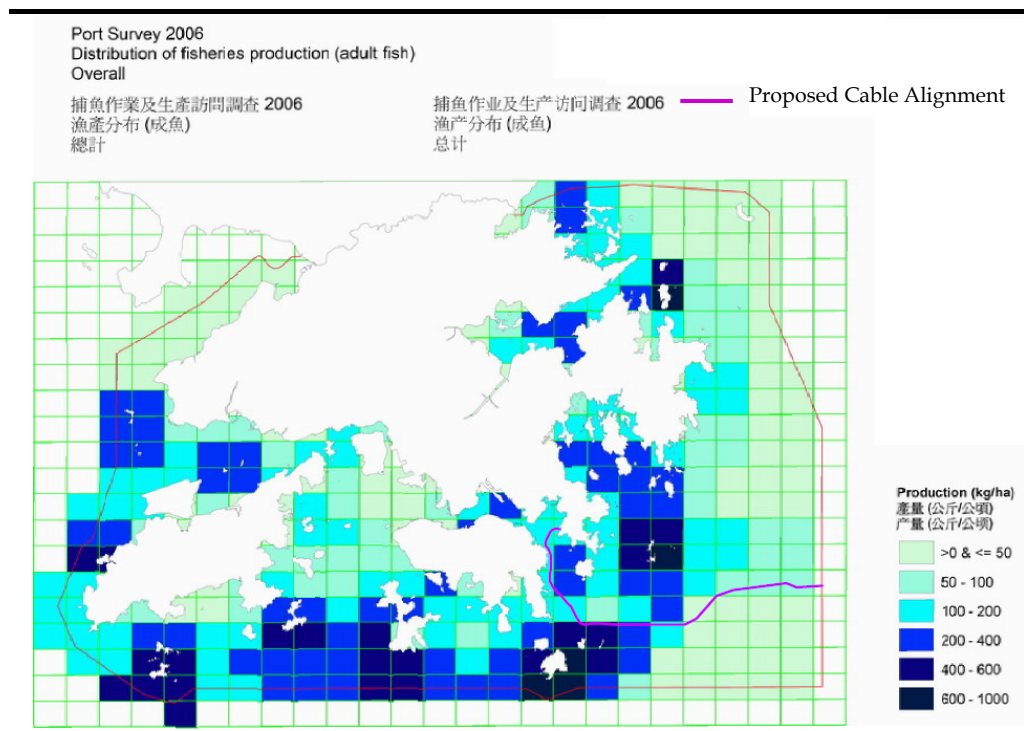 Port Survey 2006
Distribution of fisheries production (adult fish)
Overall
捕魚作業及生產訪問調查 2006
漁產分布 (成魚)
總計
捕鱼作业及生产访问调查 2006
渔产分布 (成鱼)
总计
Proposed Cable Alignment
Production (kg/ha)
產量 (公斤/公頃)
产量 (公斤/公顷)
>0 & <= 50
50 - 100
100 - 200
200 - 400
400 - 600
600 - 1000